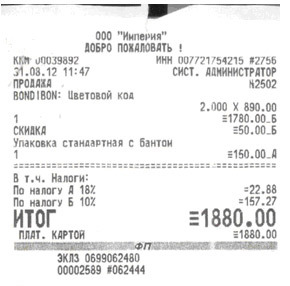 ООО "Империя"
ДОБРО ПОЖАЛОВАТЬ !
ККМ 00039892 ИНН 007721754215 #2756
31.08.12 11:47 СИСТ. АДМИНИСТРАТОР
ПРОДАЖА №2502
BONDIBON: Цветовой код
2.000 X 890.00
1 ≡1780.00_Б
СКИДКА ≡50.00_Б
Упаковка стандартная с бантом
1 ≡150.00_А
В т.ч. Налоги:
По налогу А 18% ≡22.88
По налогу Б 10% ≡157.27
ИТОГ ≡1880.00
ПЛАТ. КАРТОЙ ≡1880.00
ФП
ЭКЛЗ 0699062480
00002589 #062444